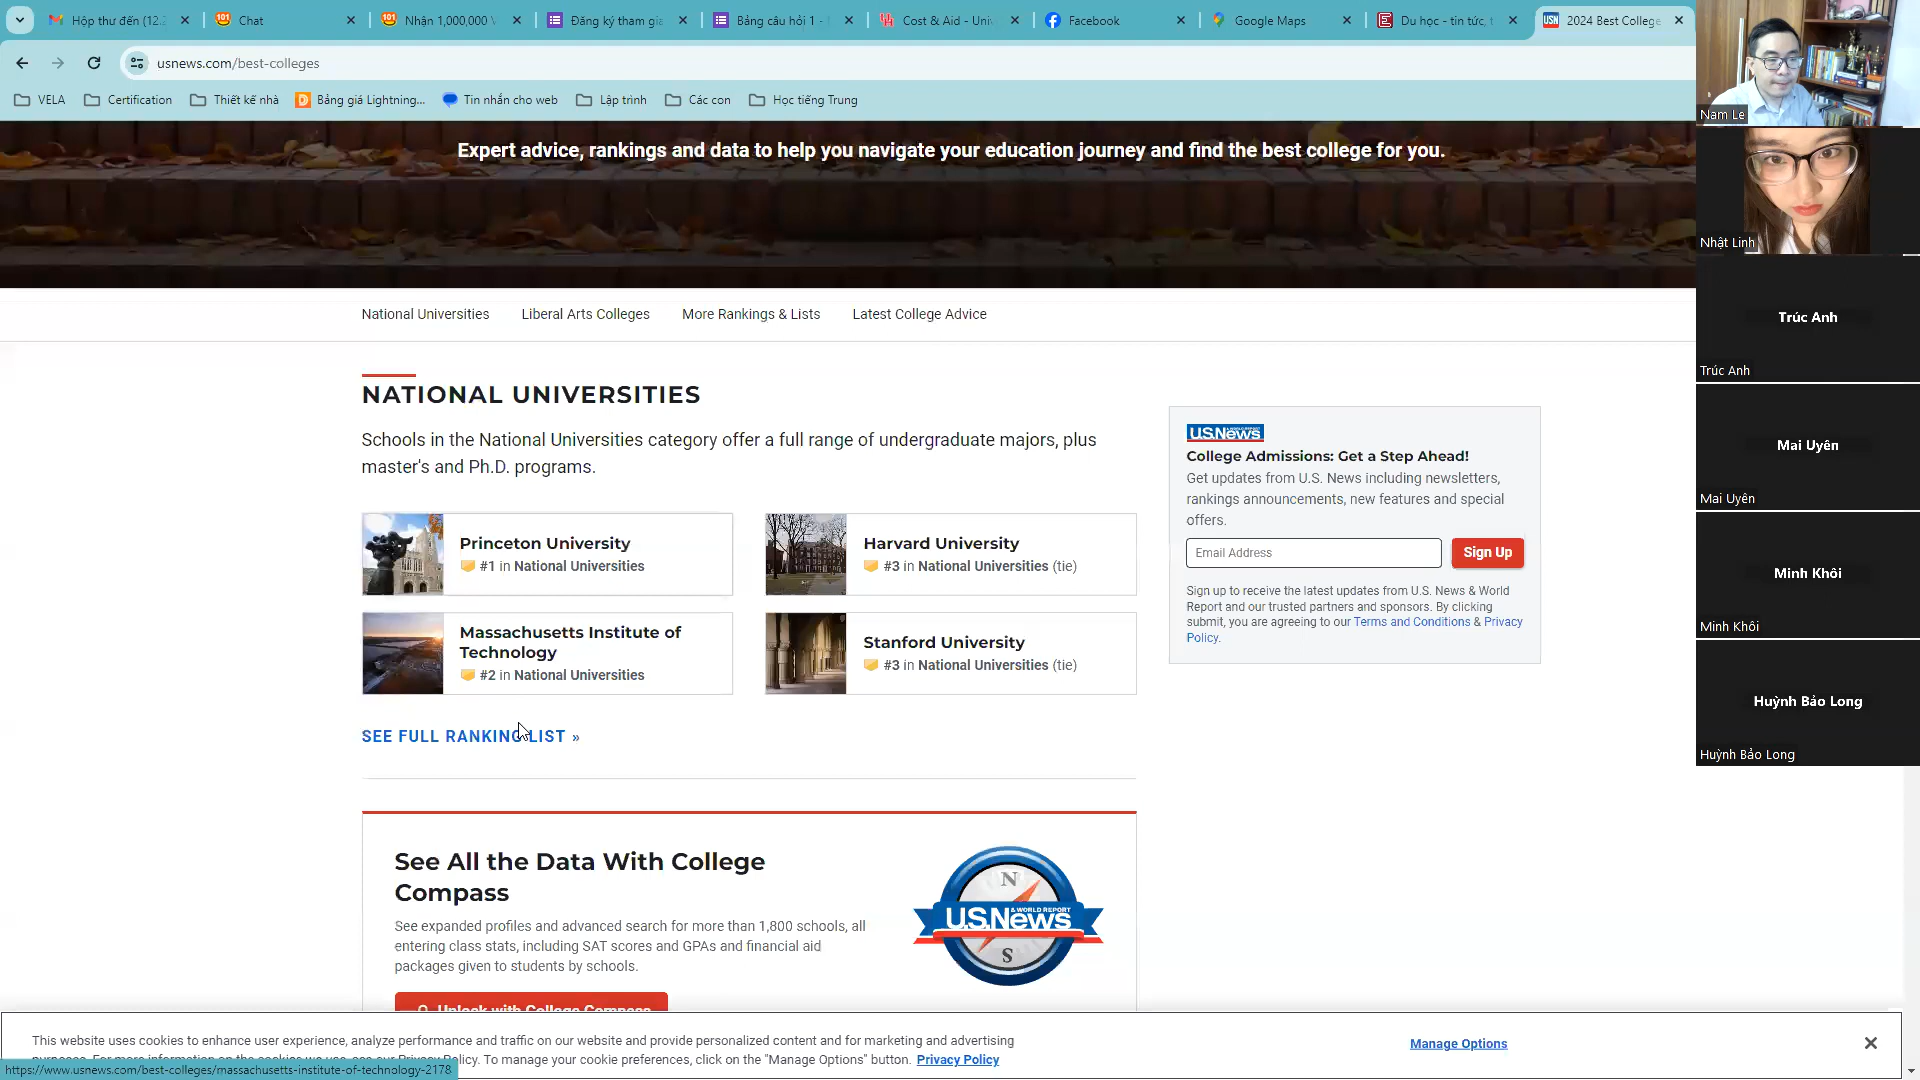 Hộp thư đến (12.
Chat
Nhận 1,000,000 V
Đăng ký tham gia
Bảng câu hỏi 1 -
Cost & Aid - Univ
Facebook
Google Maps
Du học - tin tức, t
2024 Best College
usnews.com/best-colleges
VELA
Certification
Thiết kế nhà
Bảng giá Lightning...
Tin nhắn cho web
Lập trình
Các con
Học tiếng Trung
Expert advice, rankings and data to help you navigate your education journey and find the best college for you.
National Universities
Liberal Arts Colleges
More Rankings & Lists
Latest College Advice
NATIONAL UNIVERSITIES
Schools in the National Universities category offer a full range of undergraduate majors, plus
master's and Ph.D. programs.
Princeton University
#1 in National Universities
Harvard University
#3 in National Universities (tie)
Massachusetts Institute of
Technology
#2 in National Universities
Stanford University
#3 in National Universities (tie)
SEE FULL RANKING LIST »
U.S.News
College Admissions: Get a Step Ahead!
Get updates from U.S. News including newsletters,
rankings announcements, new features and special
offers.
Email Address
Sign Up
Sign up to receive the latest updates from U.S. News & World
Report and our trusted partners and sponsors. By clicking
submit, you are agreeing to our Terms and Conditions & Privacy
Policy.
See All the Data With College
Compass
See expanded profiles and advanced search for more than 1,800 schools, all
entering class stats, including SAT scores and GPAs and financial aid
packages given to students by schools.
Unlock with College Compass
N
& WORLD REPORT
U.S.News
S
This website uses cookies to enhance user experience, analyze performance and traffic on our website and provide personalized content and for marketing and advertising
Policy. To manage your cookie preferences, click on the "Manage Options" button. Privacy Policy
Manage Options
https://www.usnews.com/best-colleges/massachusetts-institute-of-technology-2178
Nam Le
Nhật Linh
Trúc Anh
Trúc Anh
Mai Uyên
Mai Uyên
Minh Khôi
Minh Khôi
Huỳnh Bảo Long
Huỳnh Bảo Long